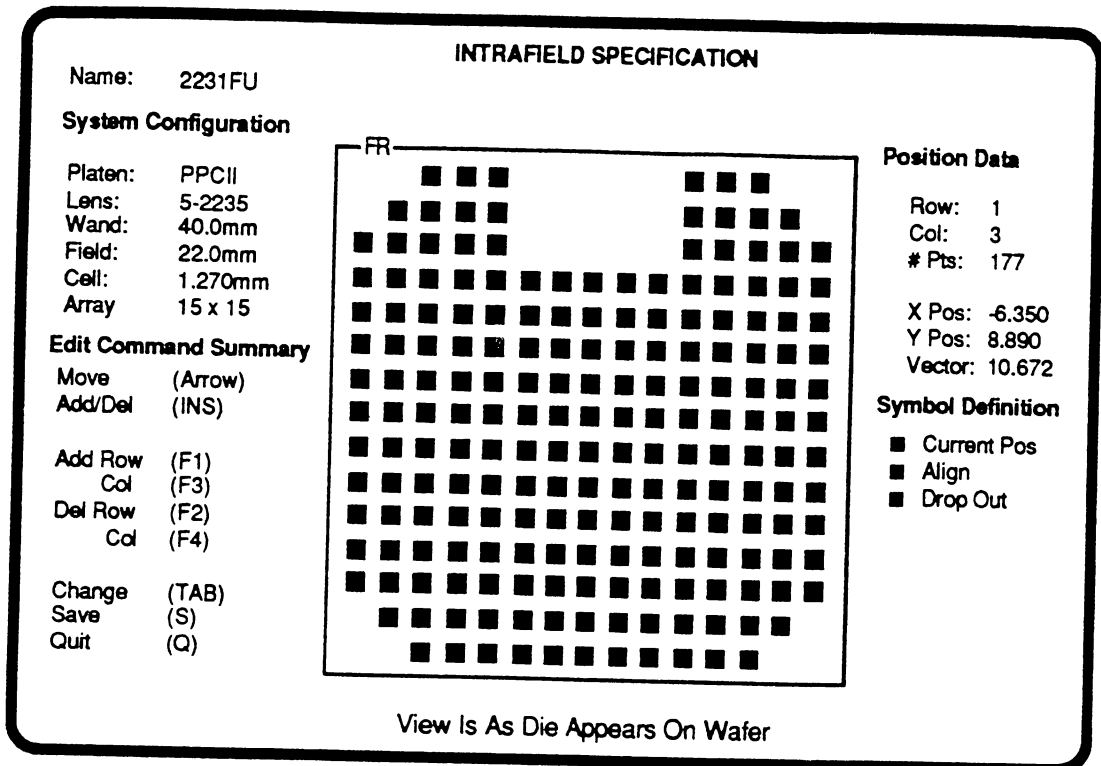 INTRAFIELD SPECIFICATION
Name: 2231FU
System Configuration
Platen: PPCII
Lens: 5-2235
Wand: 40.0mm
Field: 22.0mm
Cell: 1.270mm
Array 15 x 15
Edit Command Summary
Move (Arrow)
Add/Del (INS)
Add Row (F1)
Col (F3)
Del Row (F2)
Col (F4)
Change (TAB)
Save (S)
Quit (Q)
FR
Position Data
Row: 1
Col: 3
# Pts: 177
X Pos: -6.350
Y Pos: 8.890
Vector: 10.672
Symbol Definition
Current Pos
Align
Drop Out
View Is As Die Appears On Wafer